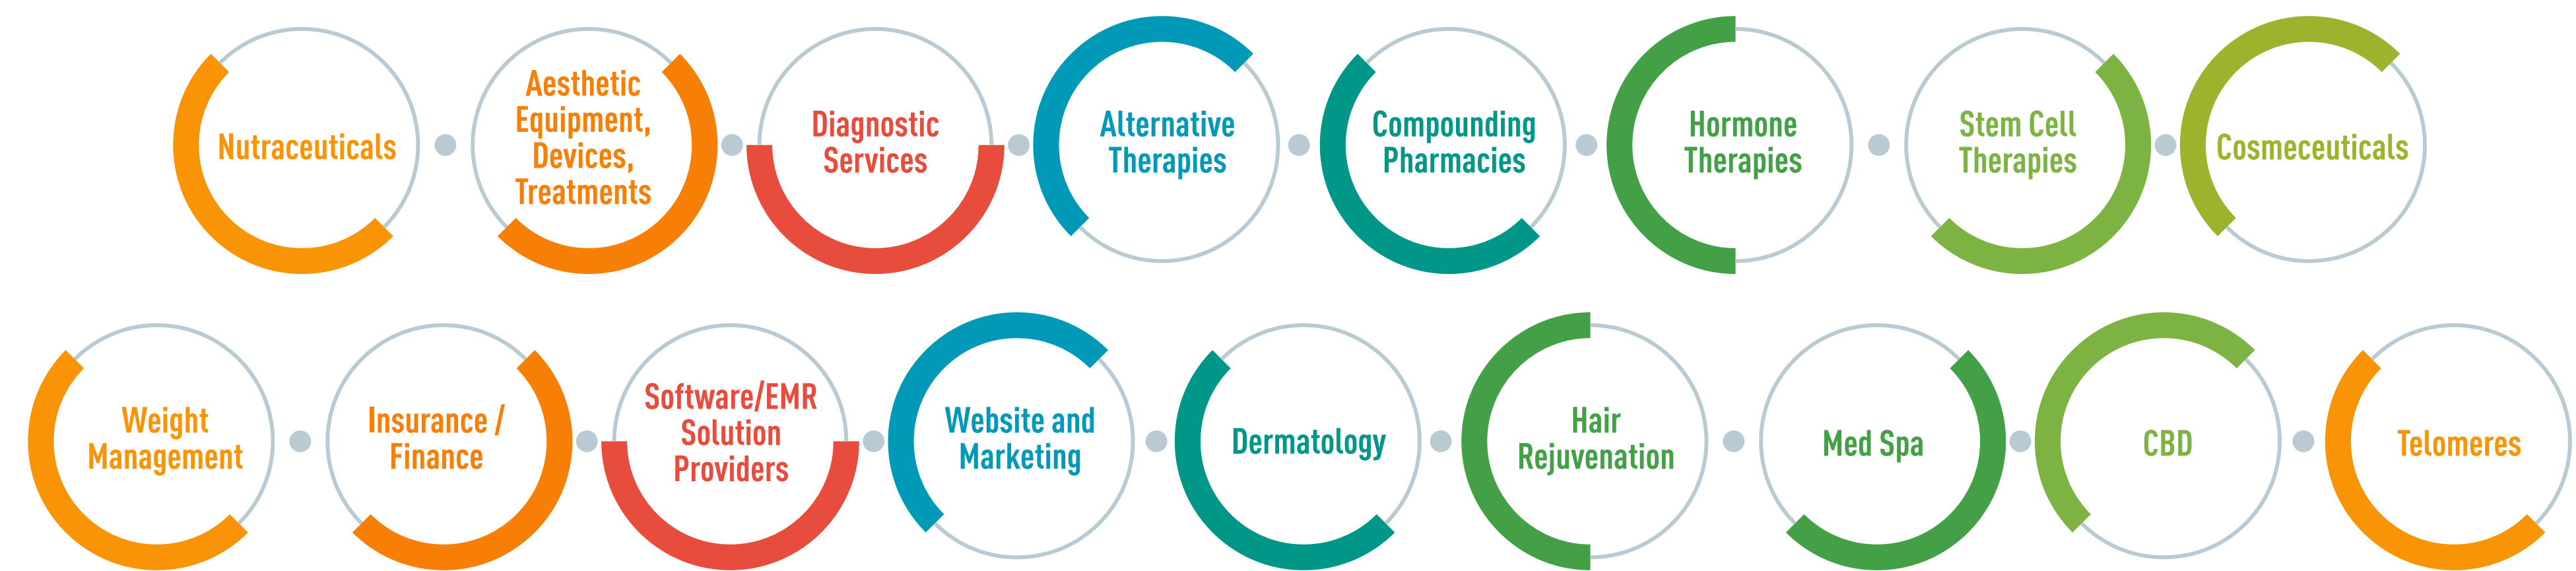 Nutraceuticals
Aesthetic
Equipment,
Devices,
Treatments
Diagnostic
Services
Alternative
Therapies
Compounding
Pharmacies
Hormone
Therapies
Stem Cell
Therapies
Cosmeceuticals
Weight
Management
Insurance /
Finance
Software/EMR
Solution
Providers
Website and
Marketing
Dermatology
Hair
Rejuvenation
Med Spa
CBD
Telomeres